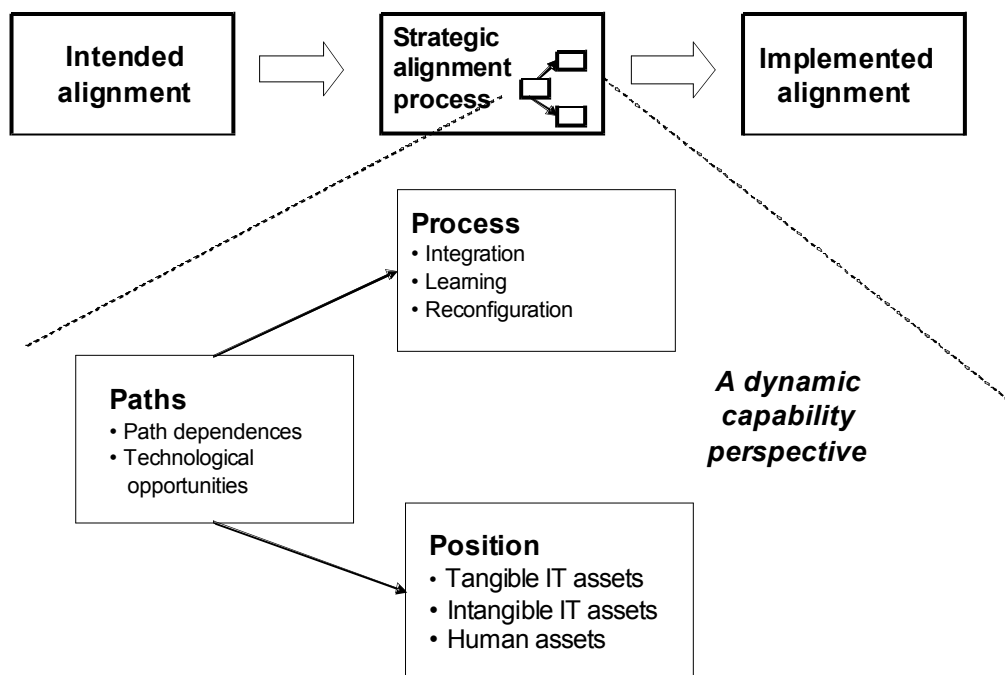 Intended
alignment
Strategic
alignment
process
Implemented
alignment
Process
• Integration
• Learning
• Reconfiguration
Paths
• Path dependences
• Technological
opportunities
A dynamic
capability
perspective
Position
• Tangible IT assets
• Intangible IT assets
• Human assets